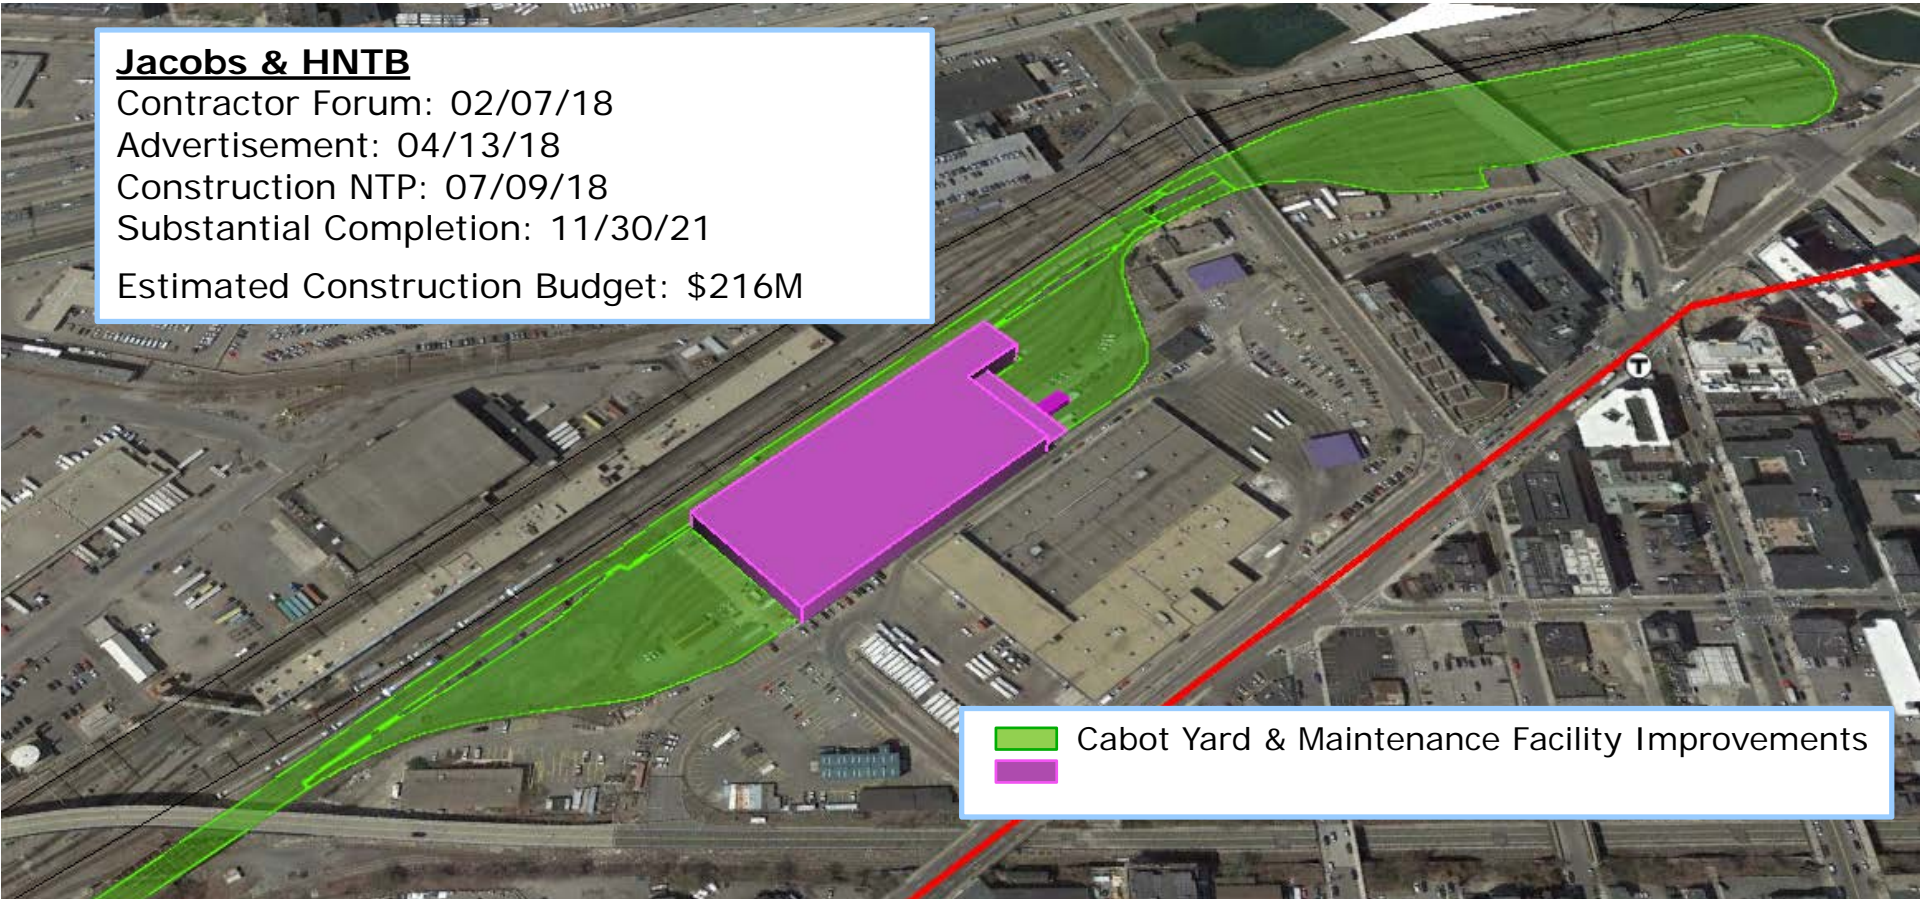 Jacobs & HNTB
Contractor Forum: 02/07/18
Advertisement: 04/13/18
Construction NTP: 07/09/18
Substantial Completion: 11/30/21
Estimated Construction Budget: $216M
T
Cabot Yard & Maintenance Facility Improvements